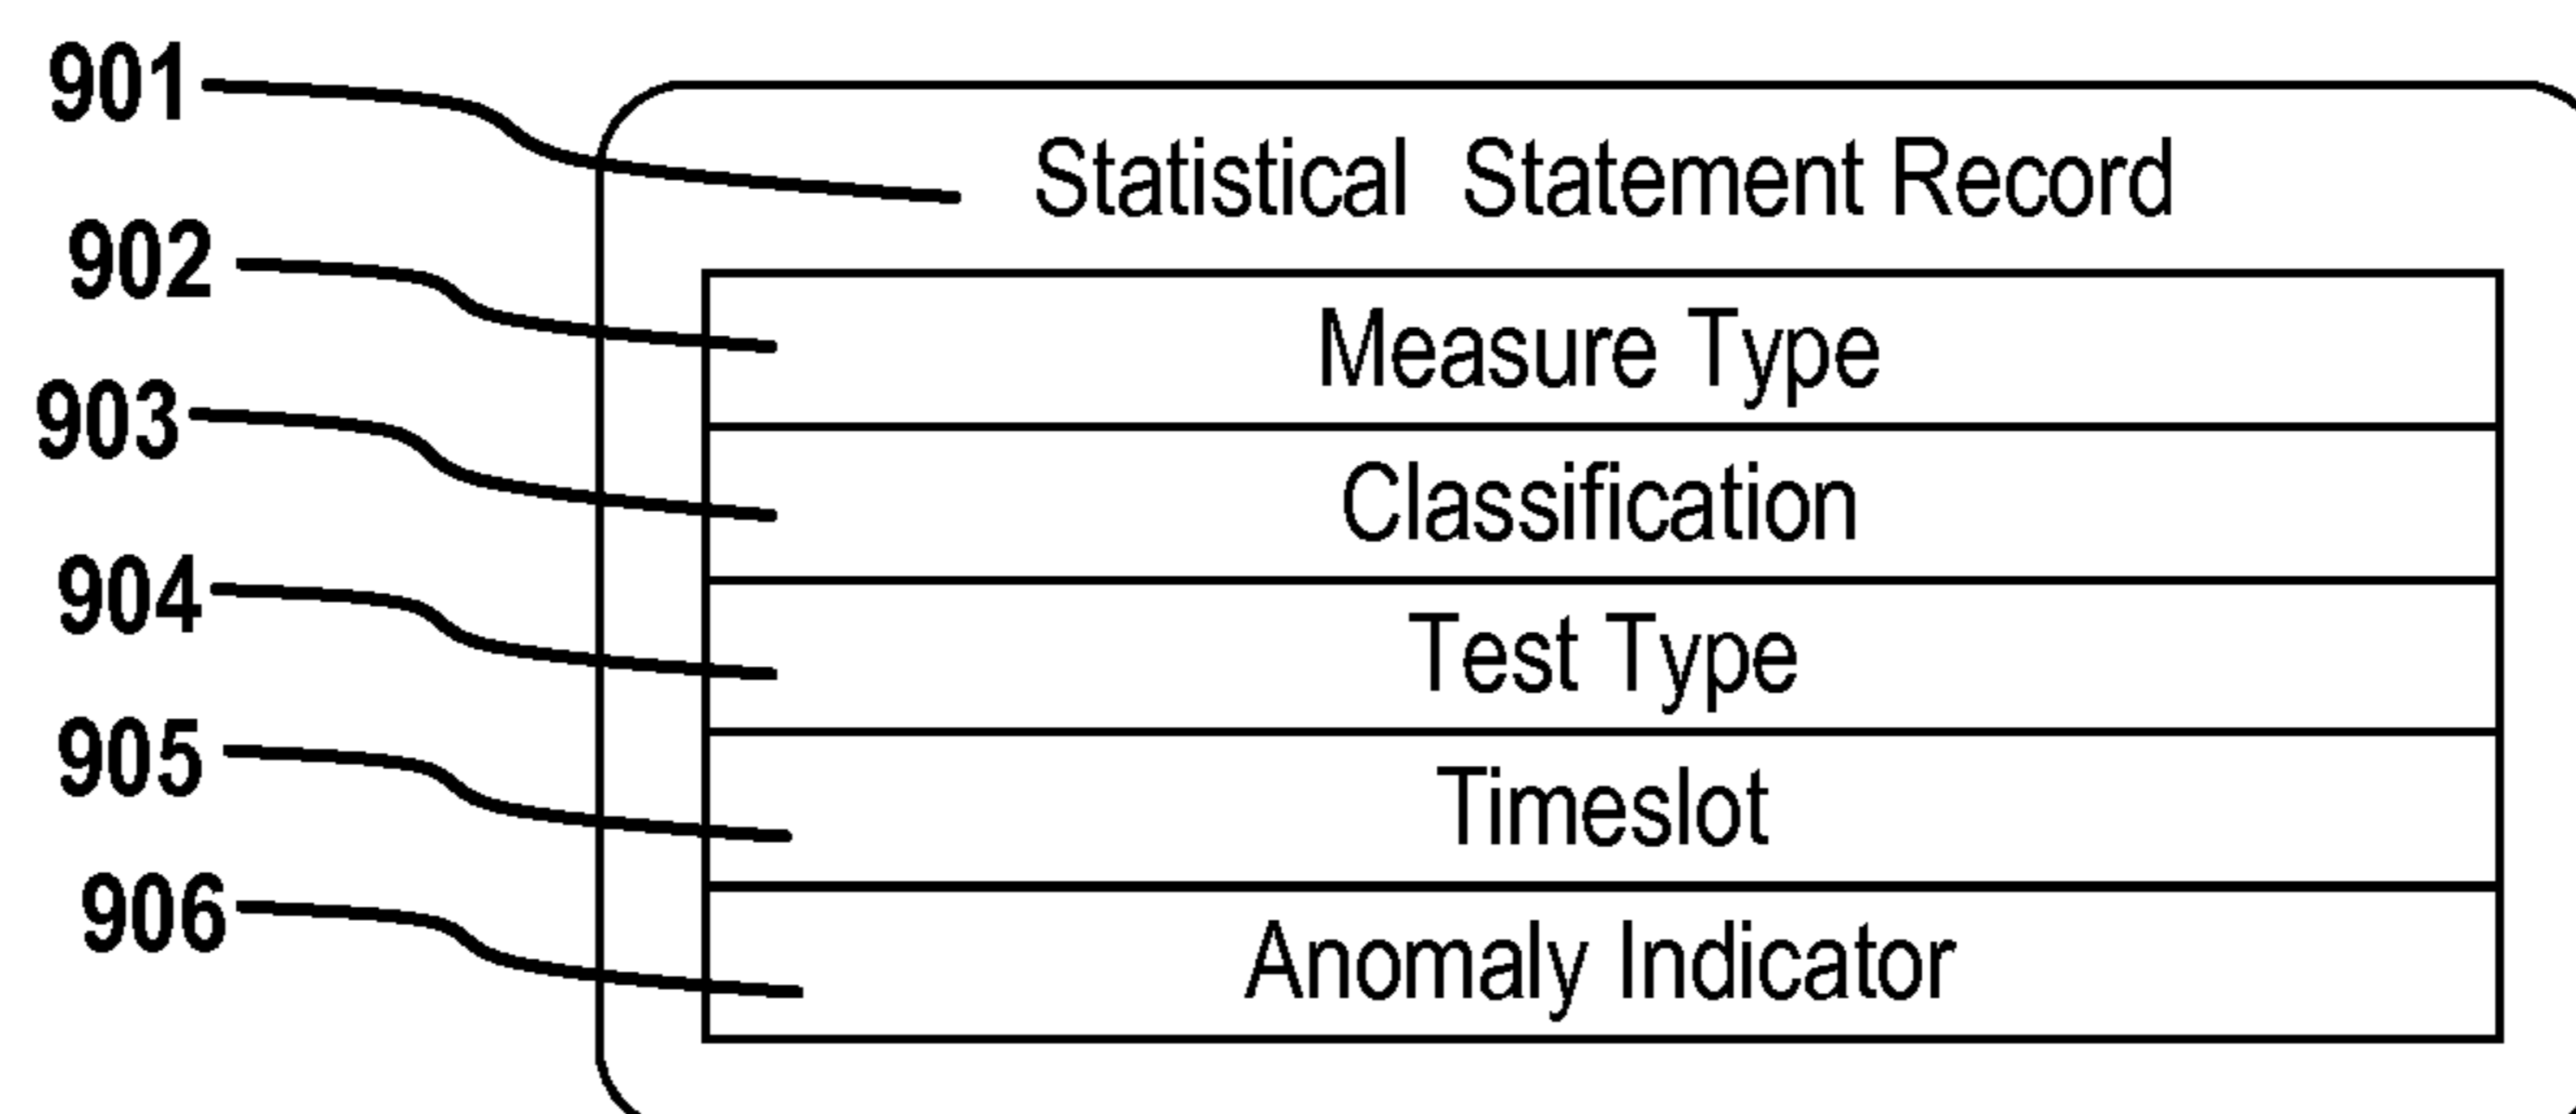 901
Statistical Statement Record
902
Measure Type
903
Classification
904
Test Type
905
Timeslot
906
Anomaly Indicator